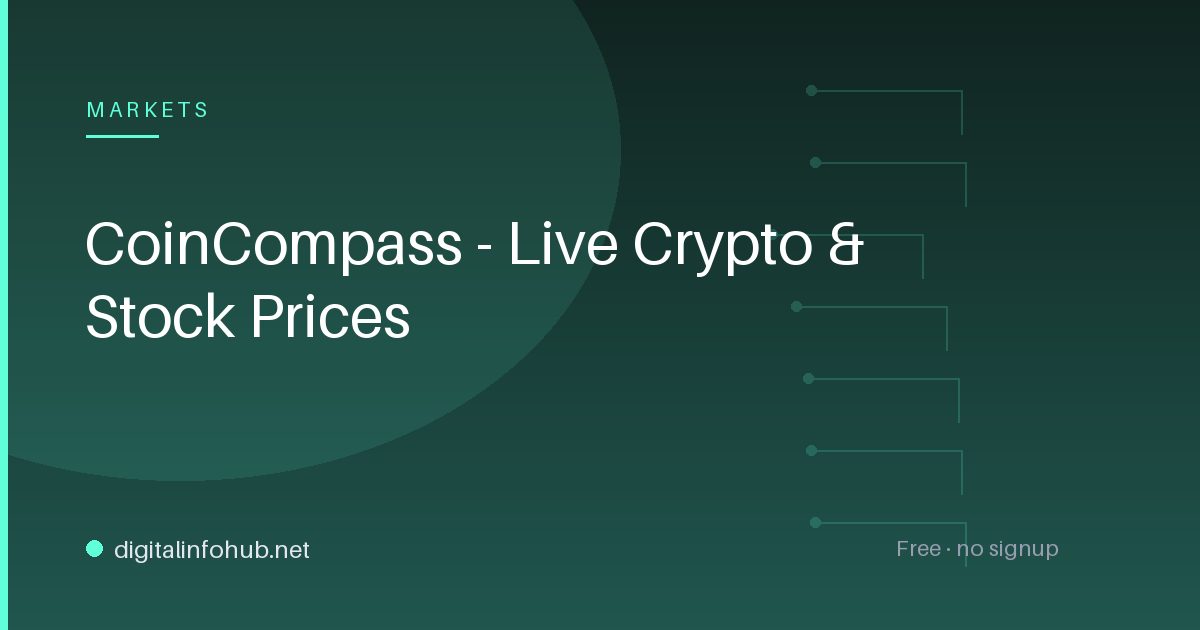 MARKETS
CoinCompass - Live Crypto &
Stock Prices
digitalinfohub.net
Free · no signup